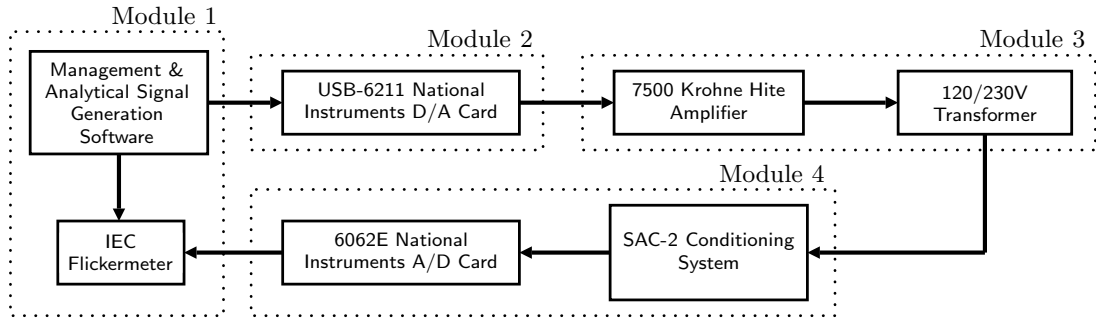 Module 1
Management &
Analytical Signal
Generation
Software
IEC
Flickermeter
Module 2
USB-6211 National
Instruments D/A Card
Module 3
7500 Krohne Hite
Amplifier
120/230V
Transformer
Module 4
6062E National
Instruments A/D Card
SAC-2 Conditioning
System